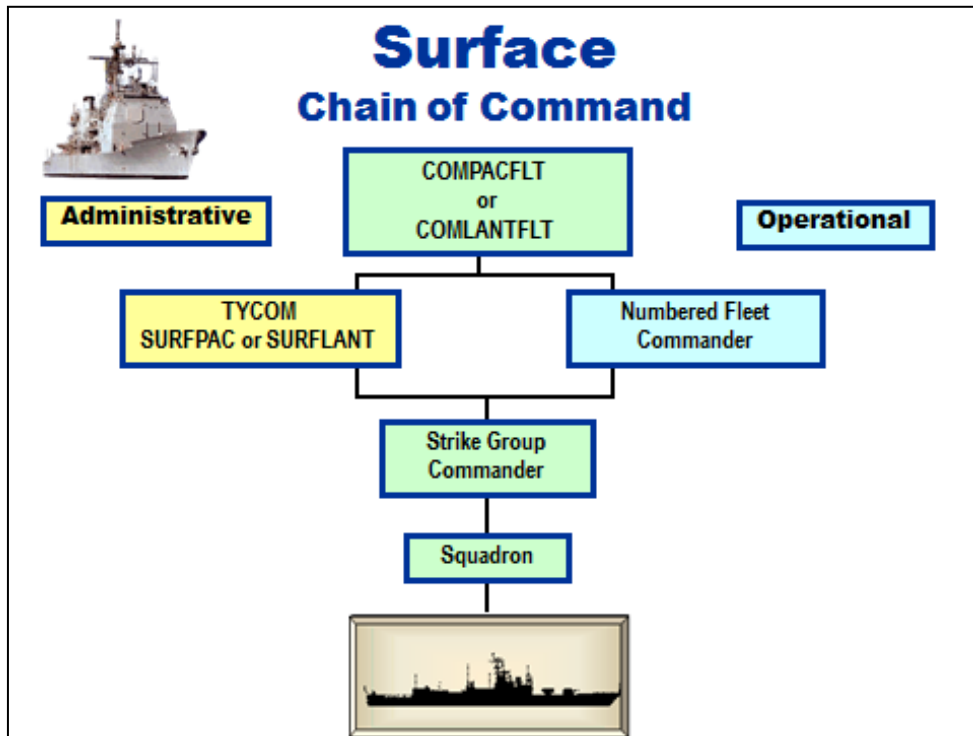 Surface
Chain of Command
COMPACFLT
or
COMLANTFLT
Administrative
Operational
TYCOM
SURFPAC or SURFLANT
Numbered Fleet
Commander
Strike Group
Commander
Squadron